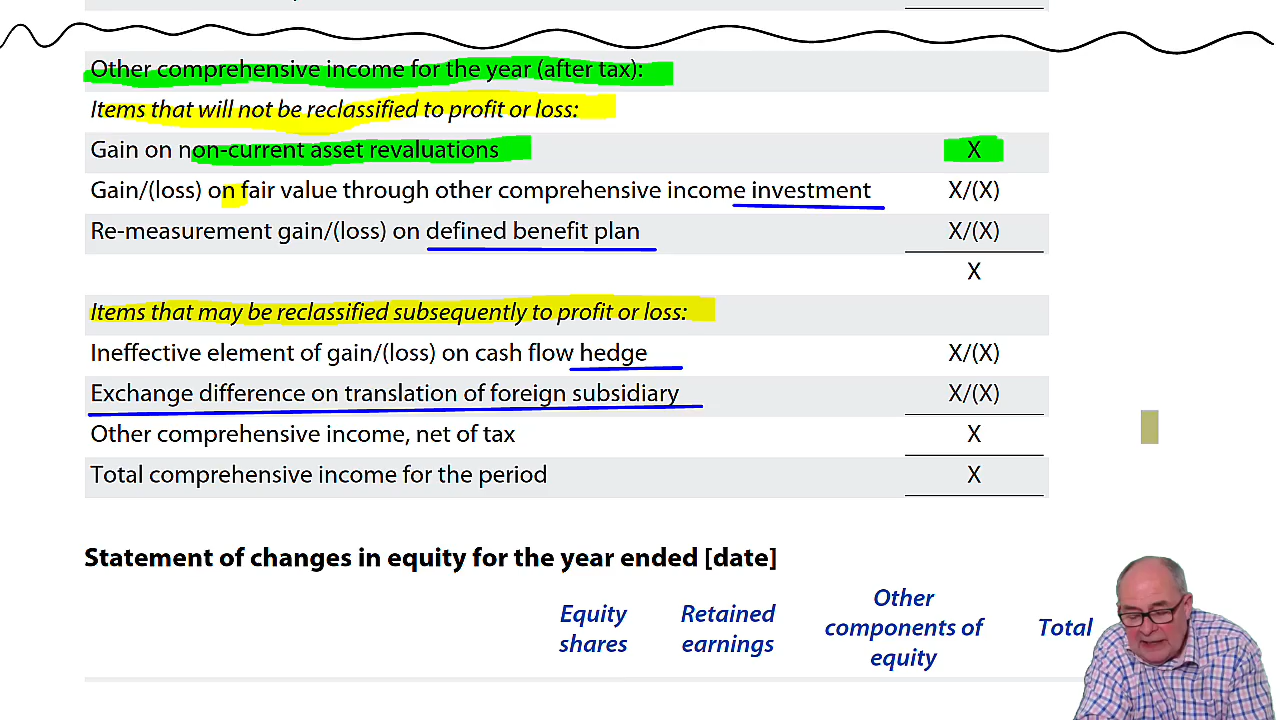 Other comprehensive income for the year (after tax):
Items that will not be reclassified to profit or loss:
Gain on non-current asset revaluations X
Gain/(loss) on fair value through other comprehensive income investment X/(X)
Re-measurement gain/(loss) on defined benefit plan X/(X)
X
Items that may be reclassified subsequently to profit or loss:
Ineffective element of gain/(loss) on cash flow hedge X/(X)
Exchange difference on translation of foreign subsidiary X/(X)
Other comprehensive income, net of tax X
Total comprehensive income for the period X
Statement of changes in equity for the year ended [date]
Equity shares
Retained earnings
Other components of equity
Total